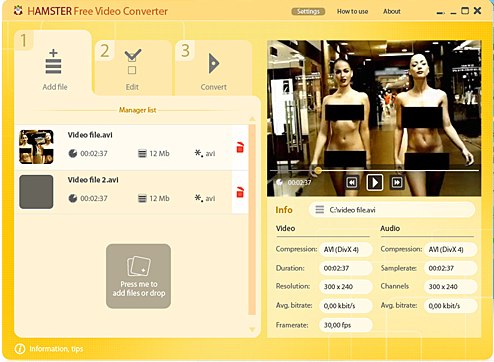 HAMSTER Free Video Converter
Settings
How to use
About
1
Add file
2
Edit
3
Convert
Manager list
Video file.avi
00:02:37
12 Mb
*. avi
Video file 2.avi
00:02:37
12 Mb
*. avi
Press me to
add files or drop
Information, tips
00:02:37
Info
C:\video file.avi
Video
Compression: AVI (DivX 4)
Duration: 00:02:37
Resolution: 300 x 240
Avg. bitrate: 0,00 kbit/s
Framerate: 30,00 fps
Audio
Compression: AVI (DivX 4)
Samplerate: 00:02:37
Channels 300 x 240
Avg. bitrate: 0,00 kbit/s